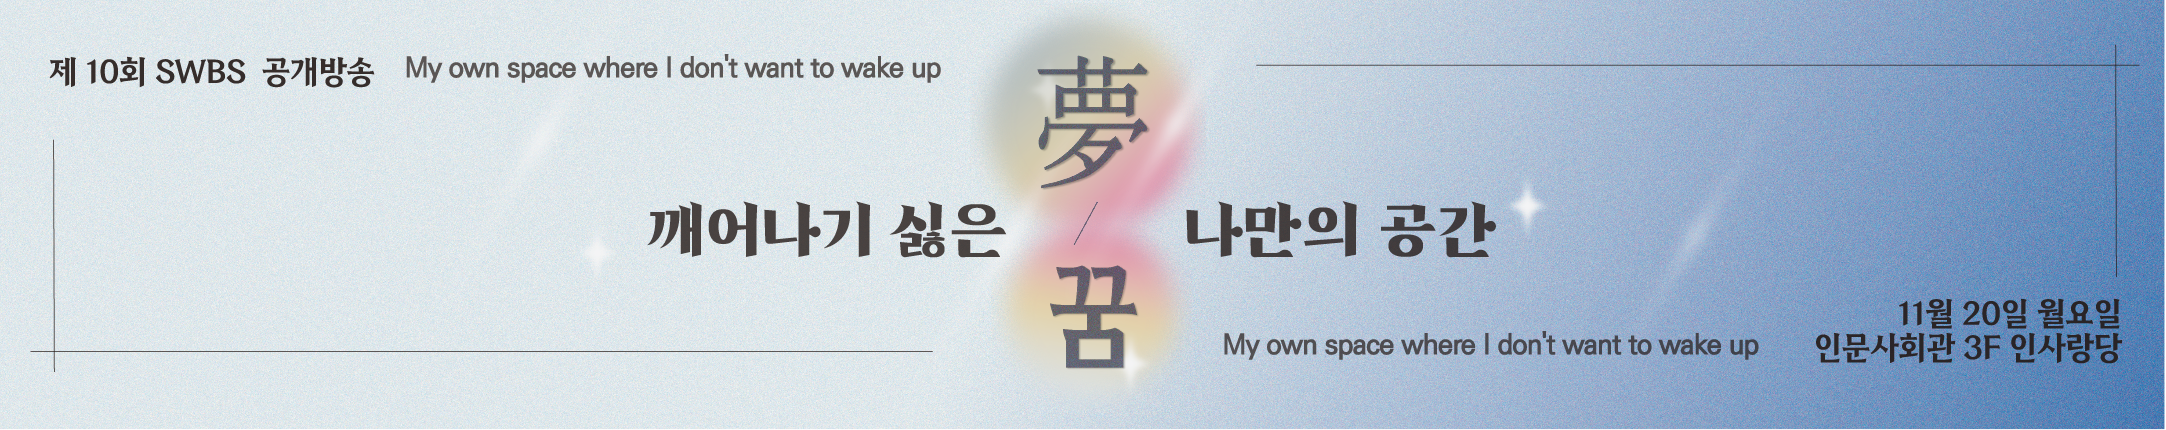 제 10회 SWBS 공개방송
My own space where I don't want to wake up
夢
깨어나기 싫은 / 나만의 공간
꿈
My own space where I don't want to wake up
11월 20일 월요일
인문사회관 3F 인사랑당